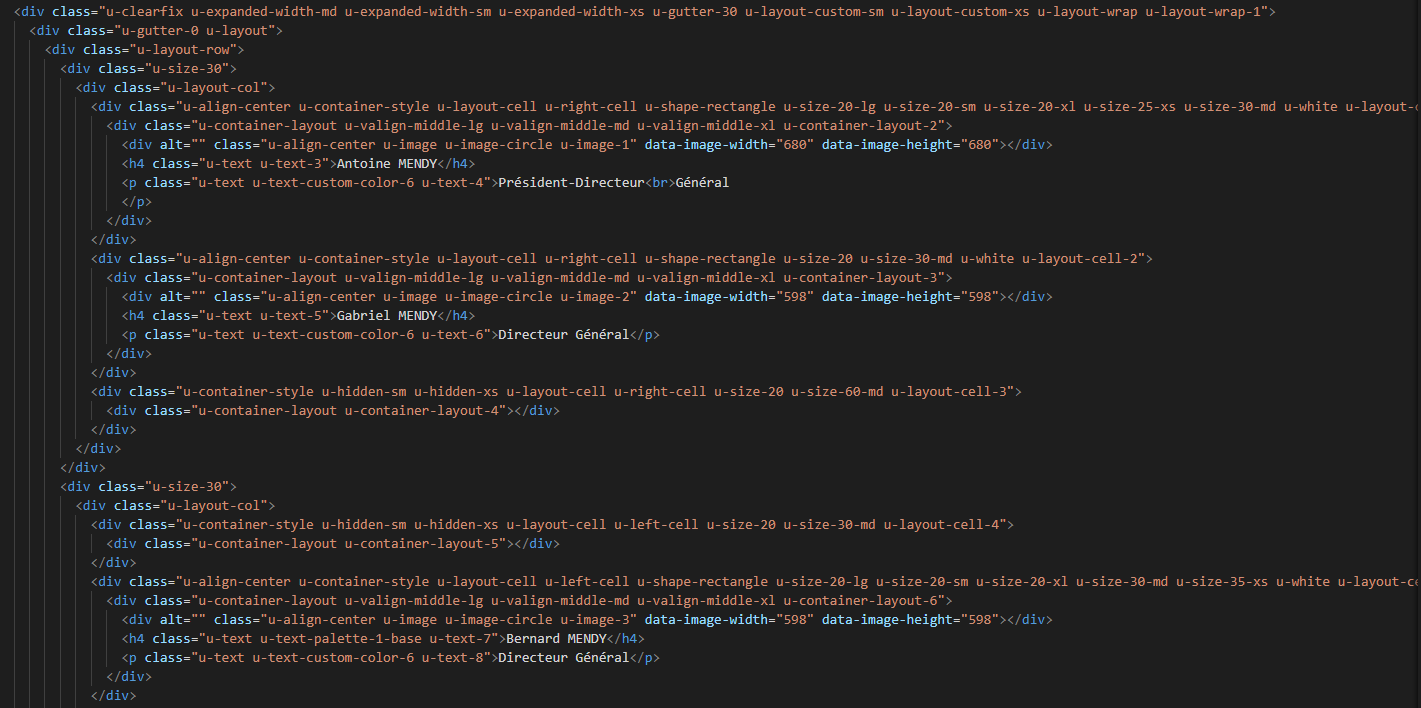 <div class="u-clearfix u-expanded-width-md u-expanded-width-sm u-expanded-width-xs u-gutter-30 u-layout-custom-sm u-layout-custom-xs u-layout-wrap u-layout-wrap-1">
<div class="u-gutter-0 u-layout">
<div class="u-layout-row">
<div class="u-size-30">
<div class="u-layout-col">
<div class="u-align-center u-container-style u-layout-cell u-right-cell u-shape-rectangle u-size-20-lg u-size-20-sm u-size-20-xl u-size-25-xs u-size-30-md u-white u-layout-
<div class="u-container-layout u-valign-middle-lg u-valign-middle-md u-valign-middle-xl u-container-layout-2">
<div alt="" class="u-align-center u-image u-image-circle u-image-1" data-image-width="680" data-image-height="680"></div>
<h4 class="u-text u-text-3">Antoine MENDY</h4>
<p class="u-text u-text-custom-color-6 u-text-4">Président-Directeur<br>Général
</p>
</div>
</div>
<div class="u-align-center u-container-style u-layout-cell u-right-cell u-shape-rectangle u-size-20 u-size-30-md u-white u-layout-cell-2">
<div class="u-container-layout u-valign-middle-lg u-valign-middle-md u-valign-middle-xl u-container-layout-3">
<div alt="" class="u-align-center u-image u-image-circle u-image-2" data-image-width="598" data-image-height="598"></div>
<h4 class="u-text u-text-5">Gabriel MENDY</h4>
<p class="u-text u-text-custom-color-6 u-text-6">Directeur Général</p>
</div>
</div>
<div class="u-container-style u-hidden-sm u-hidden-xs u-layout-cell u-right-cell u-size-20 u-size-60-md u-layout-cell-3">
<div class="u-container-layout u-container-layout-4"></div>
</div>
</div>
</div>
<div class="u-size-30">
<div class="u-layout-col">
<div class="u-container-style u-hidden-sm u-hidden-xs u-layout-cell u-left-cell u-size-20 u-size-30-md u-layout-cell-4">
<div class="u-container-layout u-container-layout-5"></div>
</div>
<div class="u-align-center u-container-style u-layout-cell u-left-cell u-shape-rectangle u-size-20-lg u-size-20-sm u-size-20-xl u-size-30-md u-size-35-xs u-white u-layout-c
<div class="u-container-layout u-valign-middle-lg u-valign-middle-md u-valign-middle-xl u-container-layout-6">
<div alt="" class="u-align-center u-image u-image-circle u-image-3" data-image-width="598" data-image-height="598"></div>
<h4 class="u-text u-text-palette-1-base u-text-7">Bernard MENDY</h4>
<p class="u-text u-text-custom-color-6 u-text-8">Directeur Général</p>
</div>
</div>